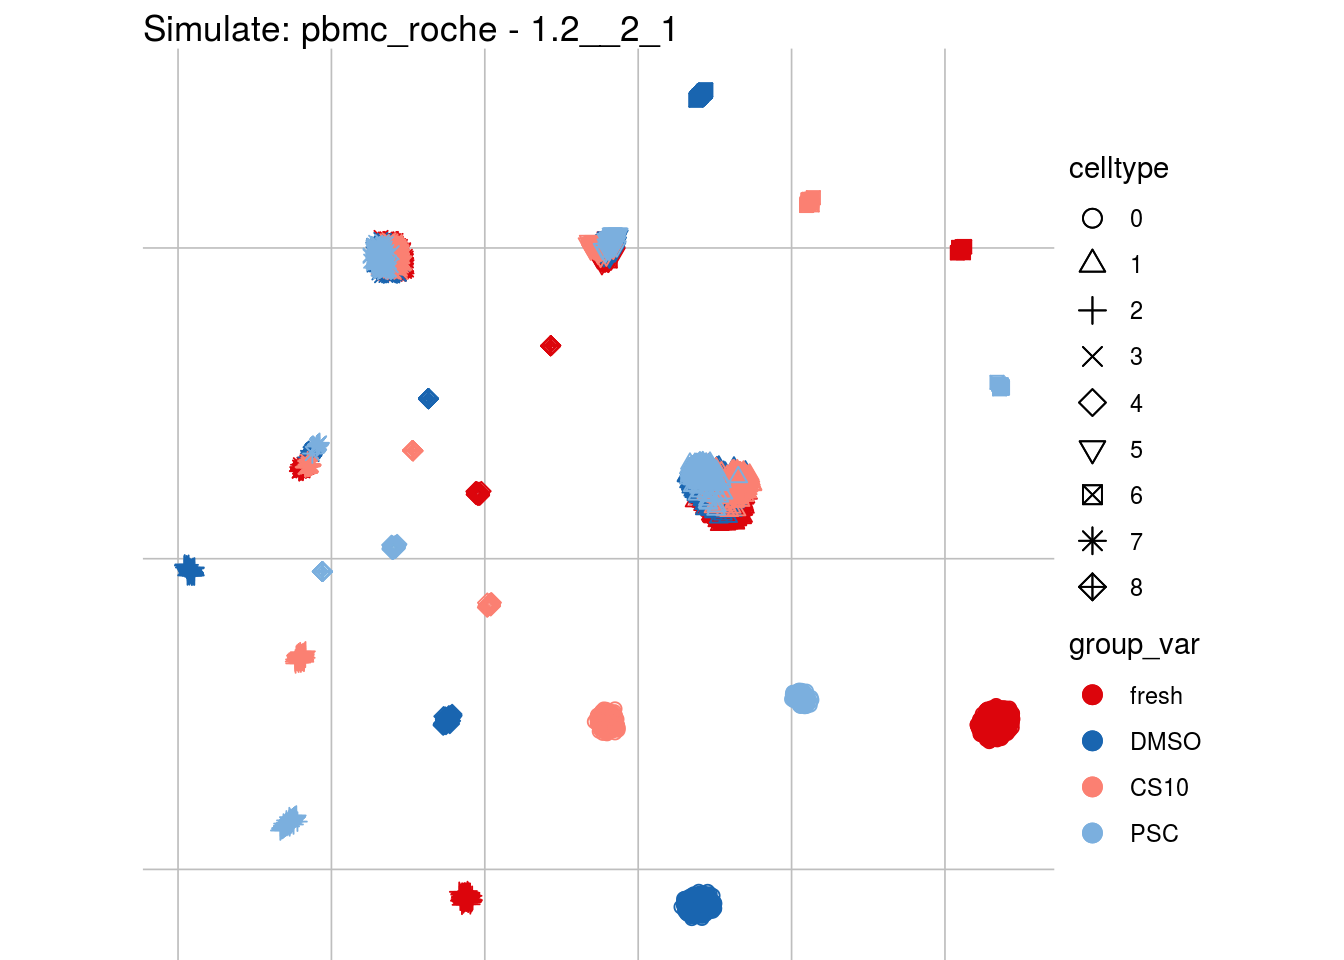 Simulate: pbmc_roche - 1.2__2_1
celltype
0
1
2
3
4
5
6
7
8
group_var
fresh
DMSO
CS10
PSC